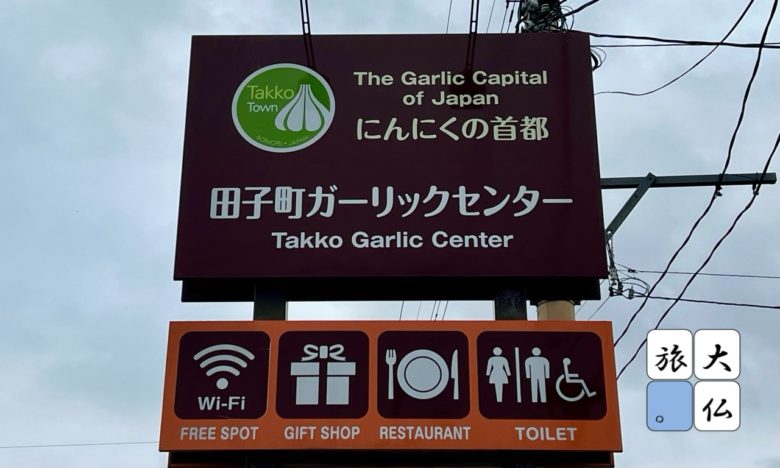 Takko
Town
AOMORI・JAPAN
The Garlic Capital
of Japan
にんにくの首都
田子町ガーリックセンター
Takko Garlic Center
Wi-Fi
FREE SPOT
GIFT SHOP
RESTAURANT
TOILET
旅大
。仏